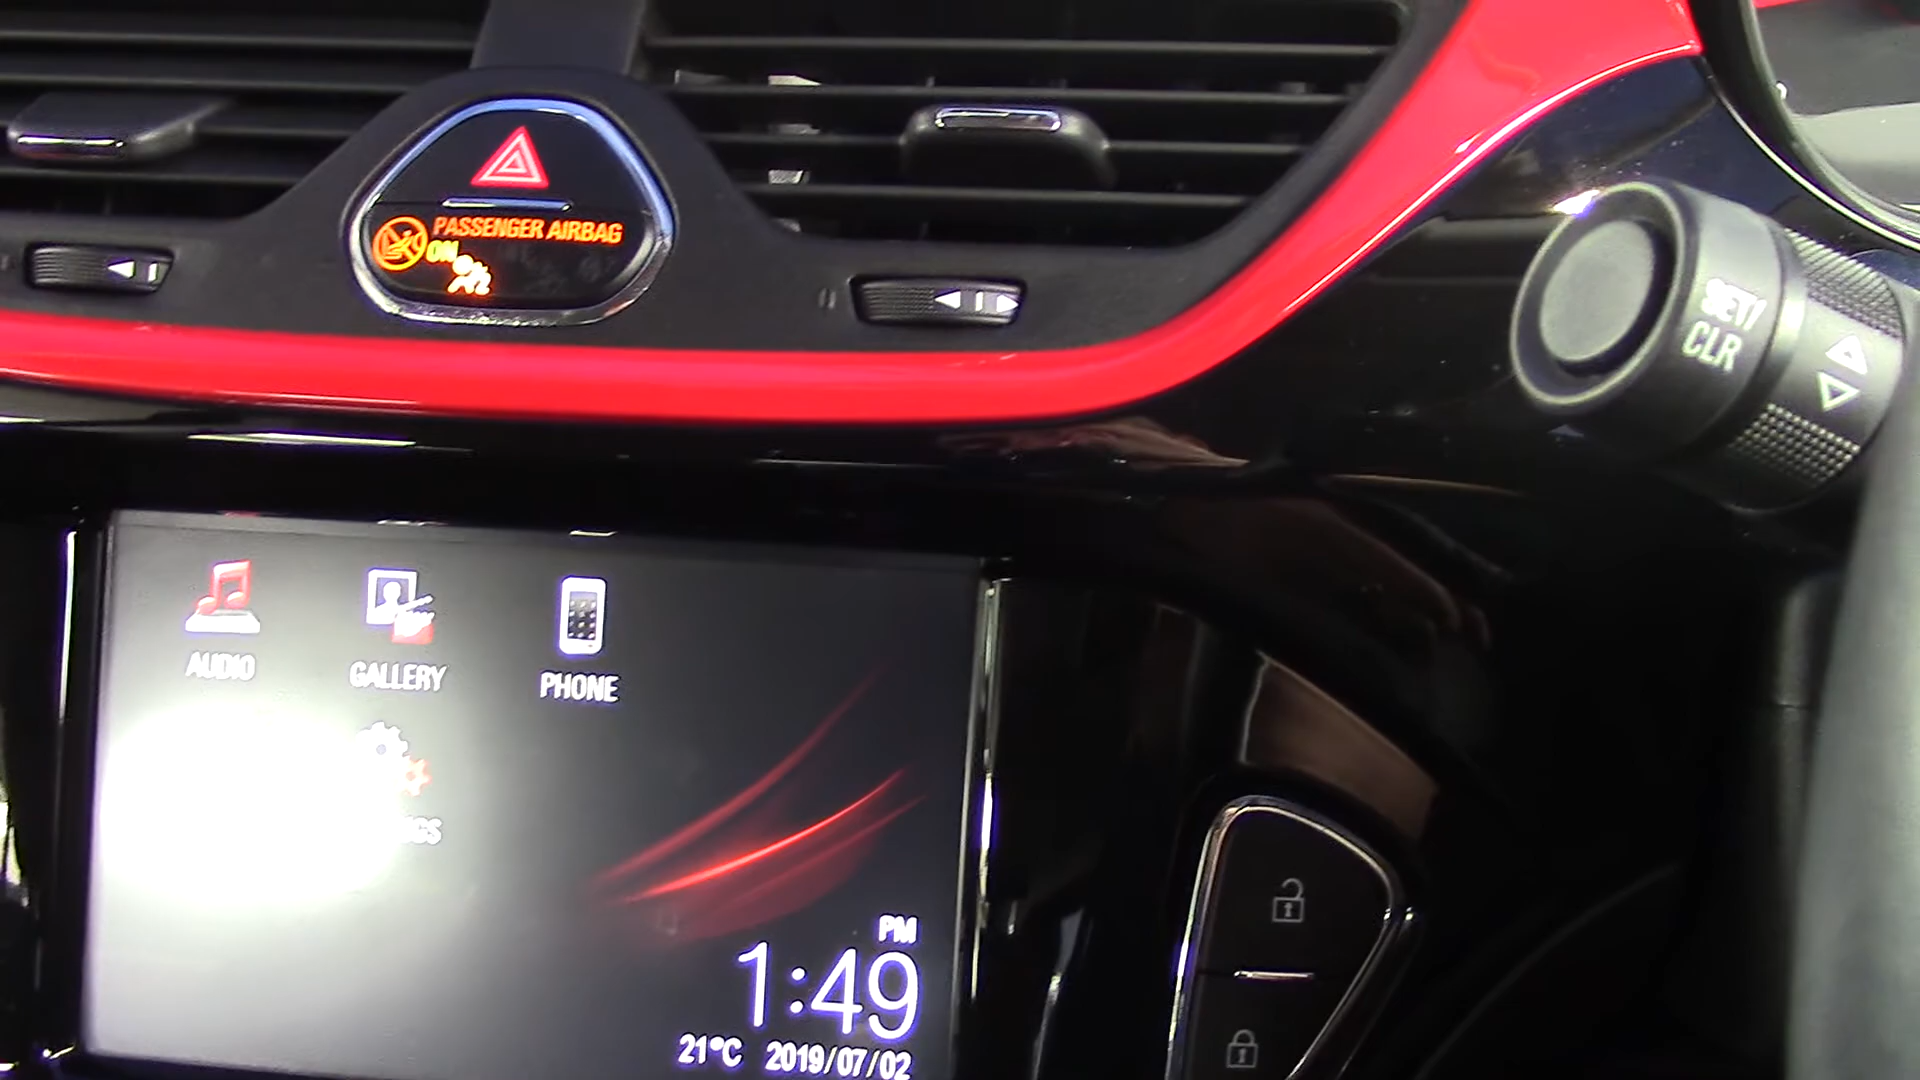 PASSENGER AIRBAG
ON
SET/
CLR
AUDIO
GALLERY
PHONE
PM
1:49
21°C 2019/07/02